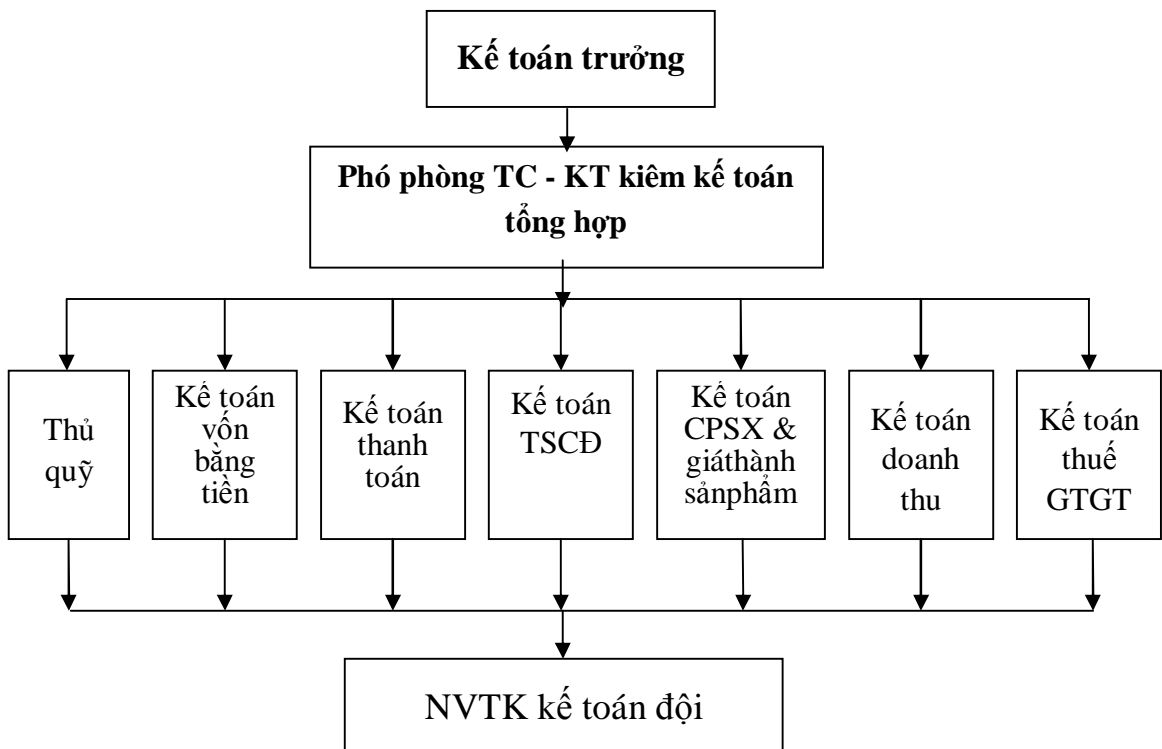 Kế toán trưởng
Phó phòng TC - KT kiêm kế toán
tổng hợp
Thủ
quỹ
Kế toán
vốn
bằng
tiền
Kế toán
thanh
toán
Kế toán
TSCĐ
Kế toán
CPSX &
giáthành
sảnphẩm
Kế toán
doanh
thu
Kế toán
thuế
GTGT
NVTK kế toán đội